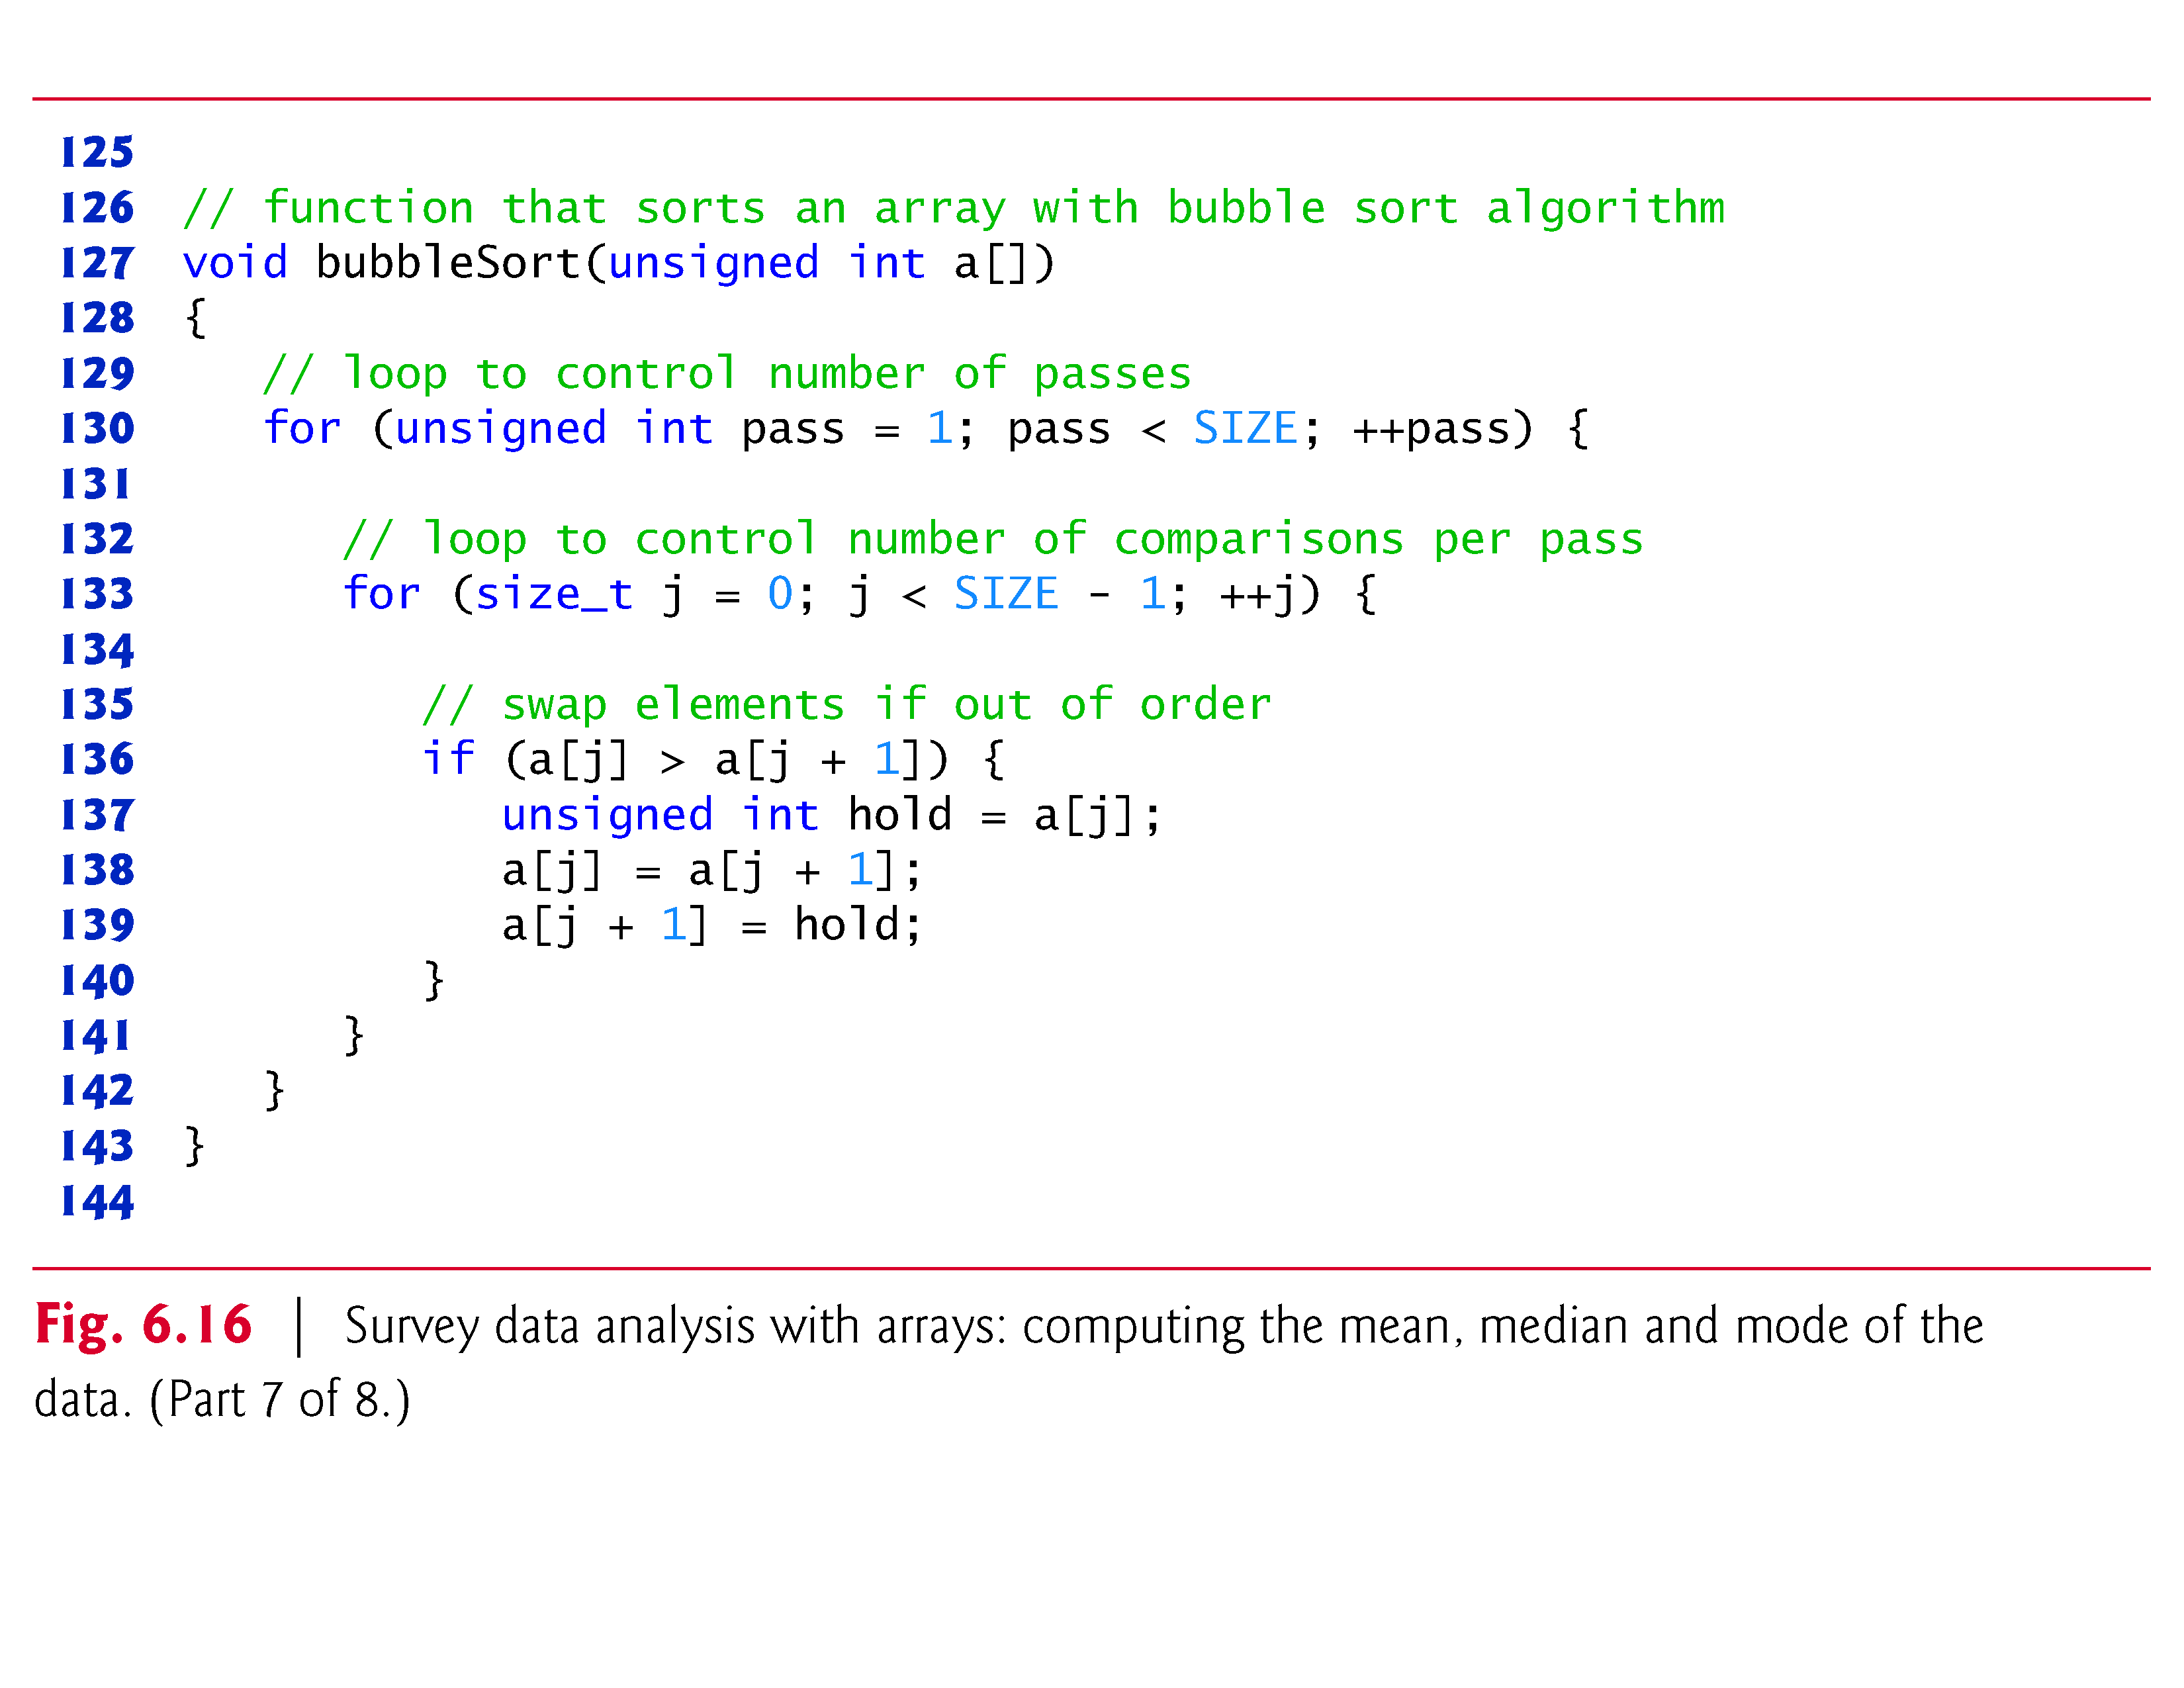 125
126 // function that sorts an array with bubble sort algorithm
127 void bubbleSort(unsigned int a[])
128 {
129    // loop to control number of passes
130    for (unsigned int pass = 1; pass < SIZE; ++pass) {
131
132       // loop to control number of comparisons per pass
133       for (size_t j = 0; j < SIZE - 1; ++j) {
134
135          // swap elements if out of order
136          if (a[j] > a[j + 1]) {
137             unsigned int hold = a[j];
138             a[j] = a[j + 1];
139             a[j + 1] = hold;
140          }
141       }
142    }
143 }
144
Fig. 6.16 | Survey data analysis with arrays: computing the mean, median and mode of the
data. (Part 7 of 8.)